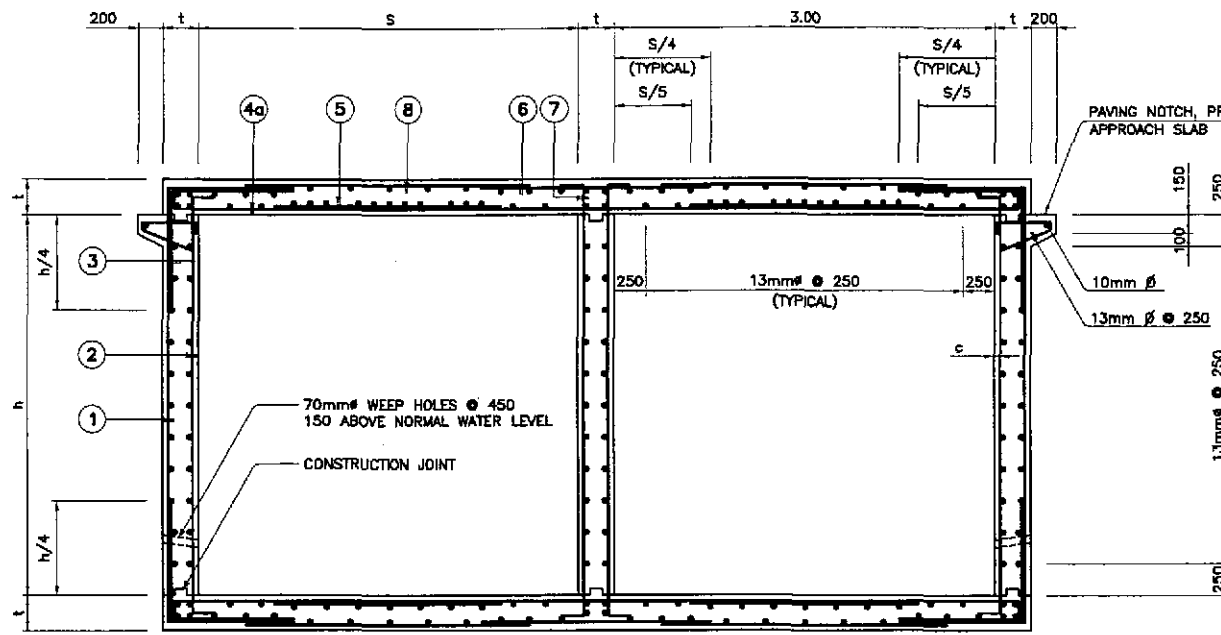 200
t
S
t
3.00
t
200
S/4
(TYPICAL)
S/5
S/4
(TYPICAL)
S/5
4a
5
8
6
7
PAVING NOTCH,
APPROACH SLAB
t
150
250
100
h/4
3
250
13mmø @ 250
(TYPICAL)
250
10mm Ø
13mm Ø @ 250
2
c
h
1
70mmø WEEP HOLES @ 450
150 ABOVE NORMAL WATER LEVEL
13mmø @ 250
CONSTRUCTION JOINT
h/4
250
t